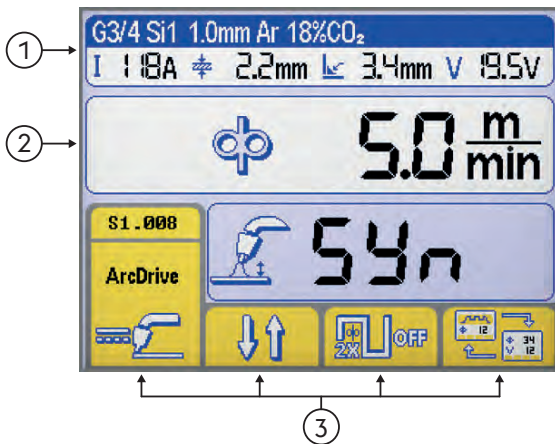 G3/4 Si1 1.0mm Ar 18%CO₂
I 118A 2.2mm 3.4mm V 19.5V
1
2
5.0 m/min
S1.008
ArcDrive
SYn
2X OFF
12
34
V 12
3